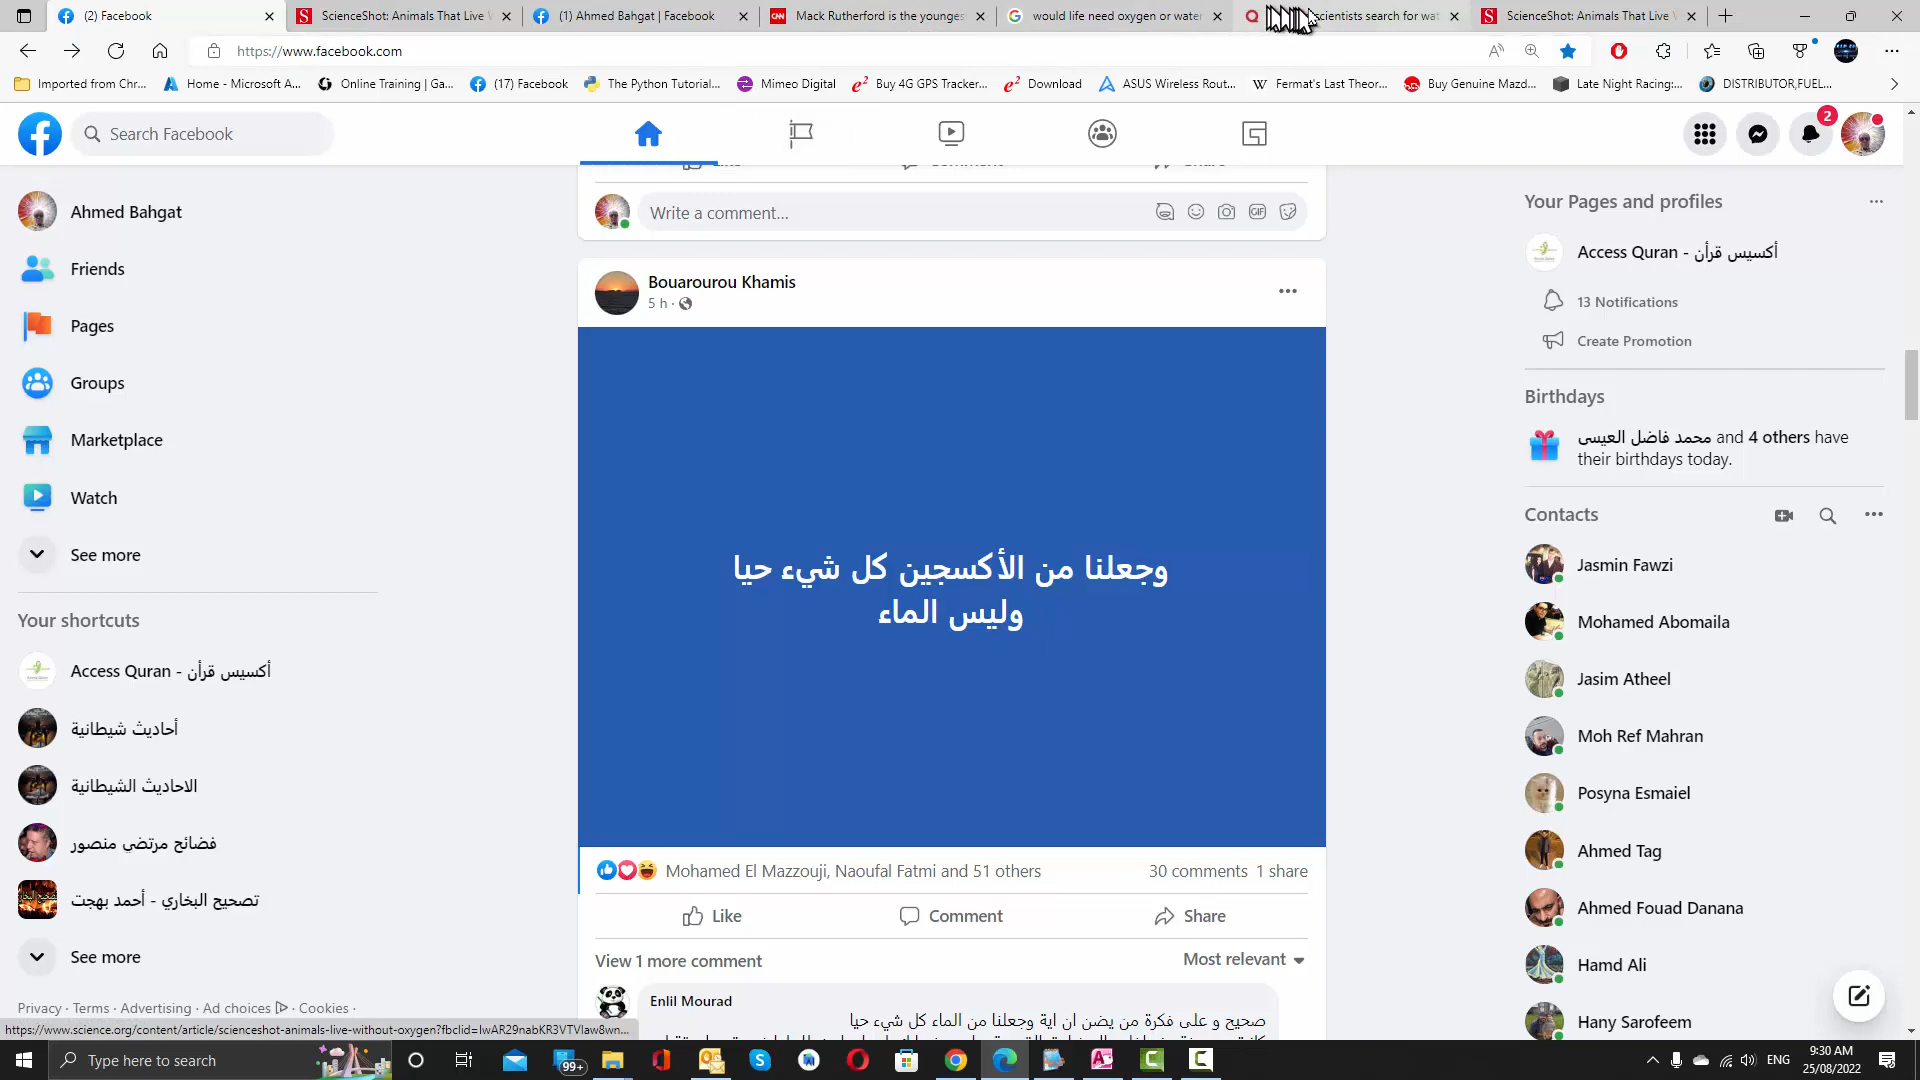 (2) Facebook
ScienceShot: Animals That Live
(1) Ahmed Bahgat | Facebook
Mack Rutherford is the younges
would life need oxygen or water
scientists search for wat
ScienceShot: Animals That Live
https://www.facebook.com
Imported from Chr...
Home - Microsoft A...
Online Training | Ga...
(17) Facebook
The Python Tutorial...
Mimeo Digital
Buy 4G GPS Tracker...
Download
ASUS Wireless Rout...
Fermat's Last Theor...
Buy Genuine Mazd...
Late Night Racing:...
DISTRIBUTOR,FUEL...
Search Facebook
2
Ahmed Bahgat
Friends
Pages
Groups
Marketplace
Watch
See more
Your shortcuts
Access Quran - أكسيس قرأن
أحاديث شيطانية
الاحاديث الشيطانية
فضائح مرتضي منصور
تصحيح البخاري - أحمد بهجت
See more
Privacy · Terms · Advertising · Ad choices · Cookies ·
https://www.science.org/content/article/scienceshot-animals-live-without-oxygen?fbclid=IwAR29nabKR3VTVlaw8wn...
Write a comment...
GIF
Bouarourou Khamis
5 h ·
وجعلنا من الأكسجين كل شيء حيا
وليس الماء
Mohamed El Mazzouji, Naoufal Fatmi and 51 others
30 comments 1 share
Like
Comment
Share
View 1 more comment
Most relevant
Enlil Mourad
صحيح و على فكرة من يضن ان اية وجعلنا من الماء كل شيء حيا
Your Pages and profiles
Access Quran - أكسيس قرأن
13 Notifications
Create Promotion
Birthdays
محمد فاضل العيسى and 4 others have
their birthdays today.
Contacts
Jasmin Fawzi
Mohamed Abomaila
Jasim Atheel
Moh Ref Mahran
Posyna Esmaiel
Ahmed Tag
Ahmed Fouad Danana
Hamd Ali
Hany Sarofeem
Type here to search
99+
ENG
9:30 AM
25/08/2022